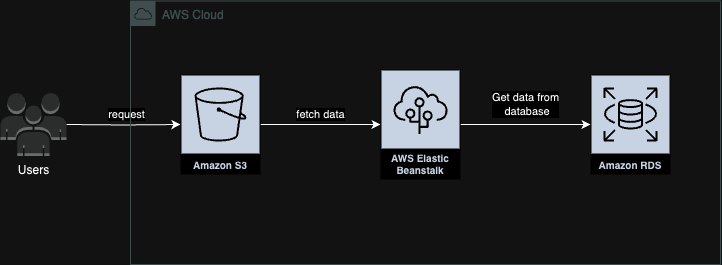 AWS Cloud
request
fetch data
Get data from
database
Users
Amazon S3
AWS Elastic
Beanstalk
Amazon RDS